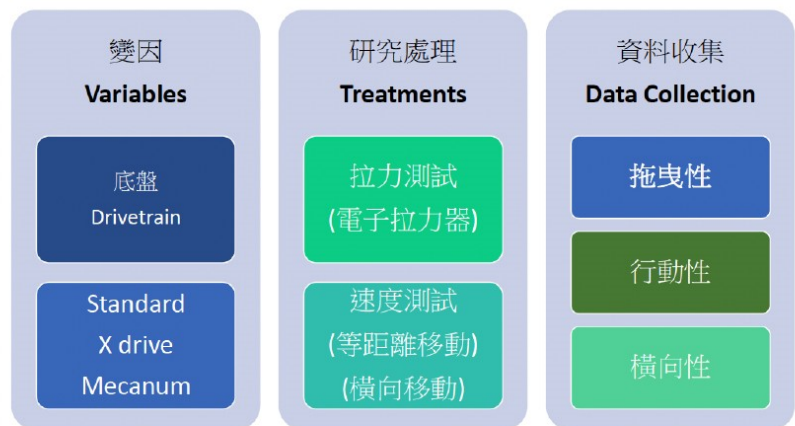 變因
Variables
底盤
Drivetrain
Standard
X drive
Mecanum
研究處理
Treatments
拉力測試
(電子拉力器)
速度測試
(等距離移動)
(橫向移動)
資料收集
Data Collection
拖曳性
行動性
橫向性